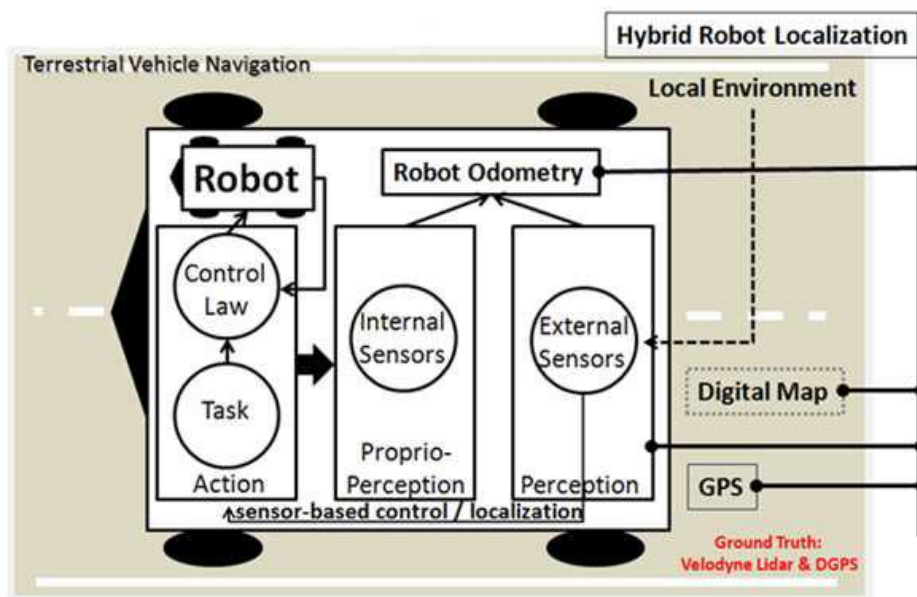 Hybrid Robot Localization
Terrestrial Vehicle Navigation
Local Environment
Robot
Robot Odometry
Control
Law
Internal
Sensors
External
Sensors
Task
Digital Map
Proprio-
Perception
Action
Perception
GPS
sensor-based control / localization
Ground Truth:
Velodyne Lidar & DGPS